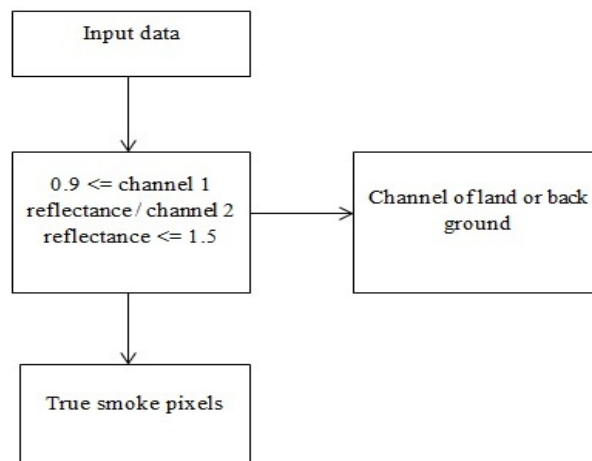 Input data
0.9 <= channel 1
reflectance / channel 2
reflectance <= 1.5
Channel of land or back
ground
True smoke pixels